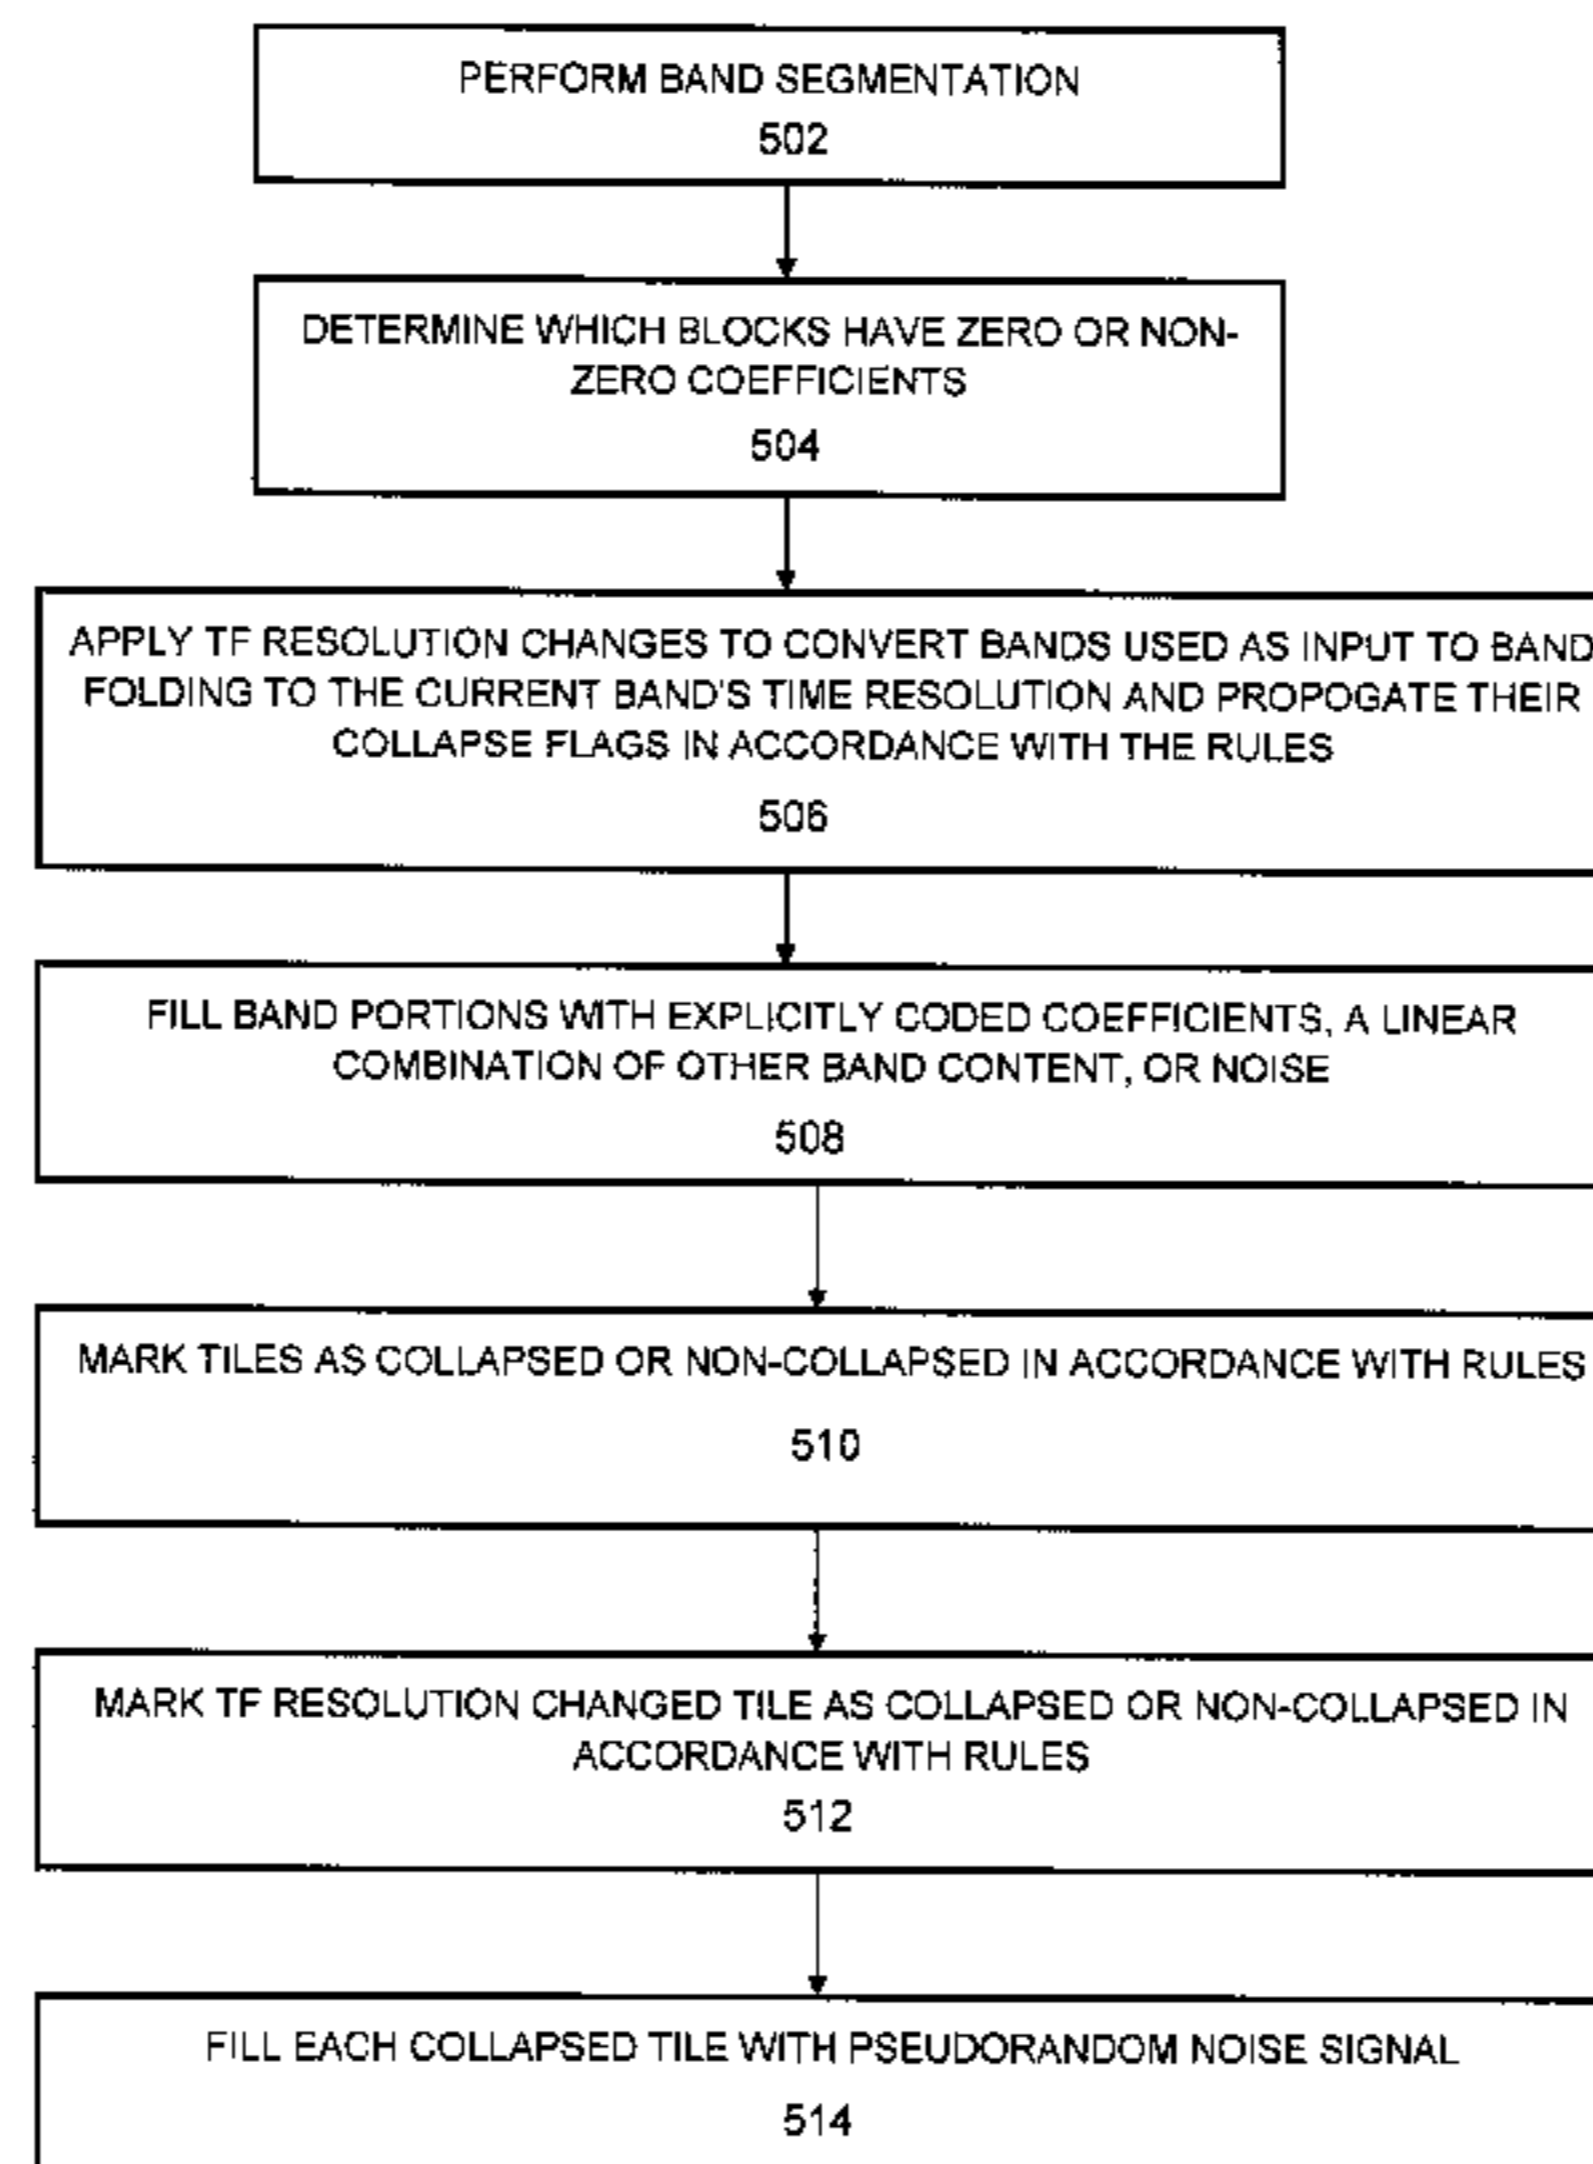 PERFORM BAND SEGMENTATION
502
DETERMINE WHICH BLOCKS HAVE ZERO OR NON-
ZERO COEFFICIENTS
504
APPLY TF RESOLUTION CHANGES TO CONVERT BANDS USED AS INPUT TO BAND
FOLDING TO THE CURRENT BAND'S TIME RESOLUTION AND PROPOGATE THEIR
COLLAPSE FLAGS IN ACCORDANCE WITH THE RULES
506
FILL BAND PORTIONS WITH EXPLICITLY CODED COEFFICIENTS, A LINEAR
COMBINATION OF OTHER BAND CONTENT, OR NOISE
508
MARK TILES AS COLLAPSED OR NON-COLLAPSED IN ACCORDANCE WITH RULES
510
MARK TF RESOLUTION CHANGED TILE AS COLLAPSED OR NON-COLLAPSED IN
ACCORDANCE WITH RULES
512
FILL EACH COLLAPSED TILE WITH PSEUDORANDOM NOISE SIGNAL
514